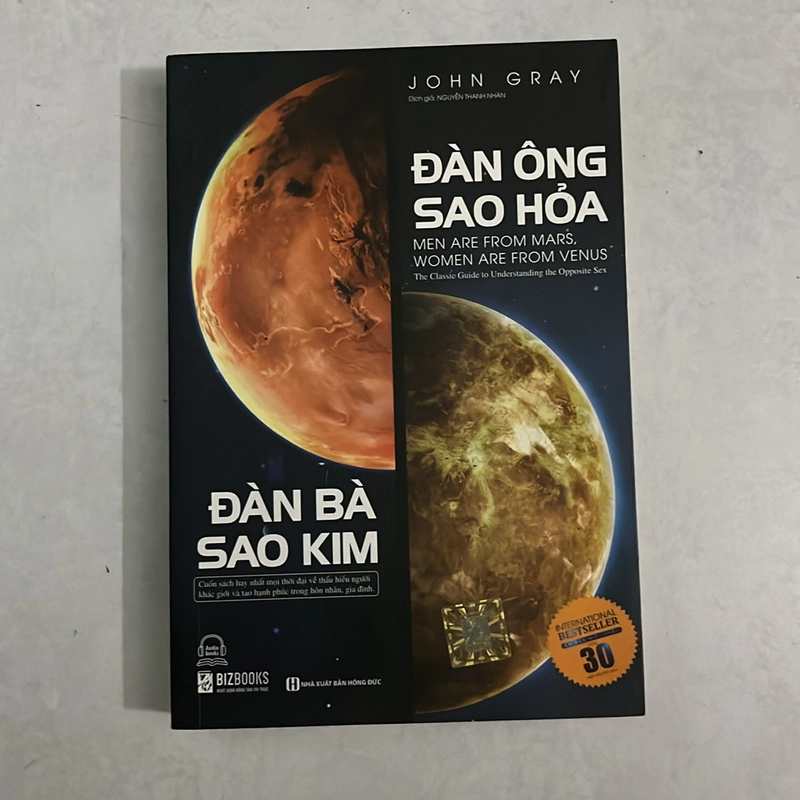 JOHN GRAY
Dịch giả: NGUYỄN THANH NHÀN
ĐÀN ÔNG
SAO HỎA
MEN ARE FROM MARS,
WOMEN ARE FROM VENUS
The Classic Guide to Understanding the Opposite Sex
ĐÀN BÀ
SAO KIM
Cuốn sách hay nhất mọi thời đại về thấu hiểu người
khác giới và tạo hạnh phúc trong hôn nhân, gia đình.
Audio
books
BIZBOOKS
NHÀ XUẤT BẢN HỒNG ĐỨC
INTERNATIONAL
BESTSELLER
30